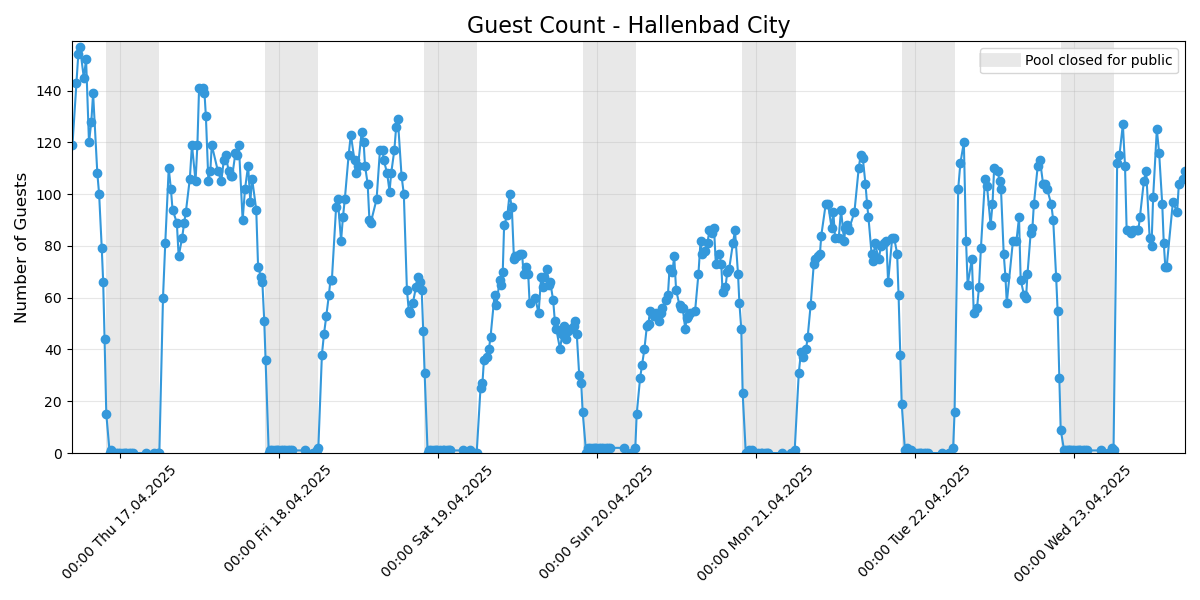 Guest Count - Hallenbad City
Pool closed for public
Number of Guests
140
120
100
80
60
40
20
0
00:00 Thu 17.04.2025
00:00 Fri 18.04.2025
00:00 Sat 19.04.2025
00:00 Sun 20.04.2025
00:00 Mon 21.04.2025
00:00 Tue 22.04.2025
00:00 Wed 23.04.2025